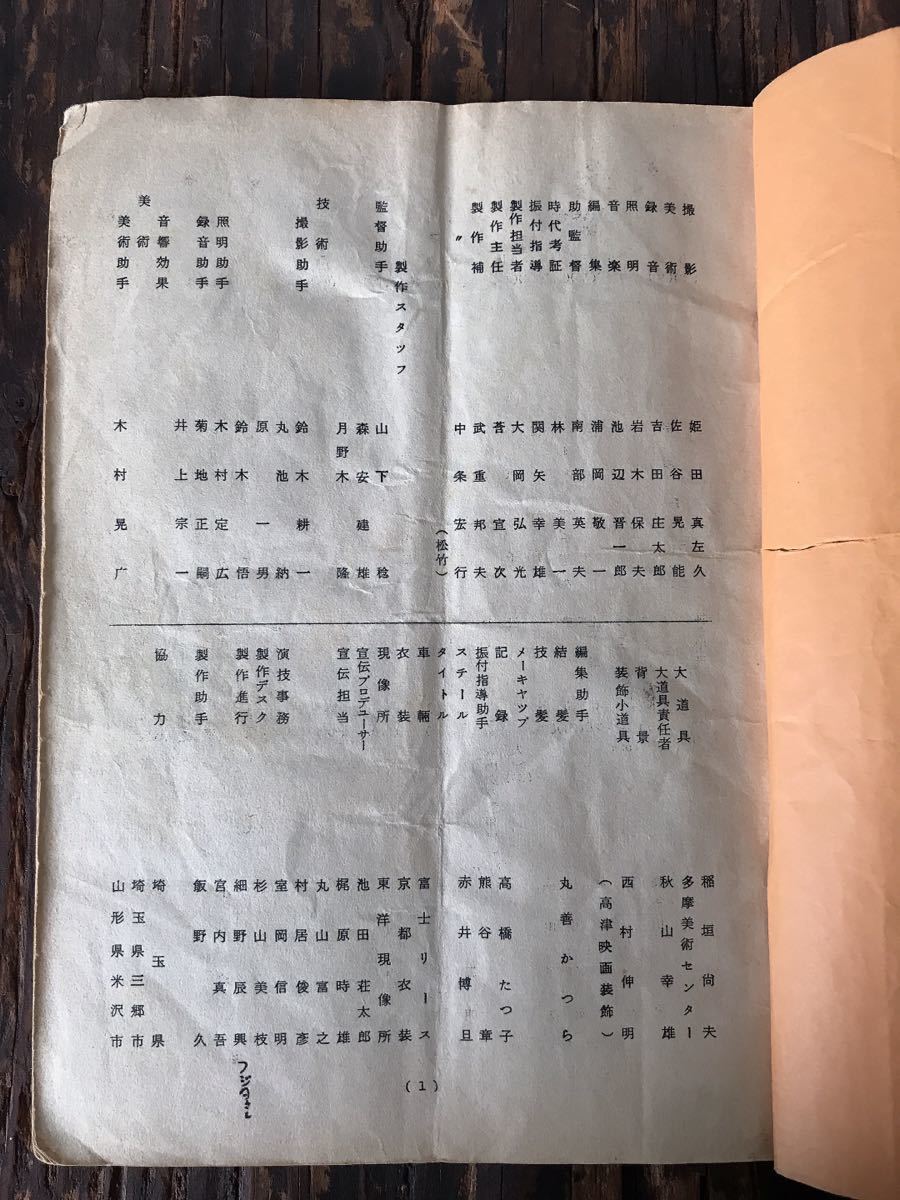 撮影 姫田真左久
美術 佐谷晃能
録音 吉田庄太郎
照明 岩木保夫
音楽 池辺晋一郎
編集 浦岡敬一
助監督 南部英夫
時代考証 林美一
振付指導 関矢幸雄
製作担当者 大岡弘光
製作主任 宜次
製作補 武重邦夫
〃 中条宏行
(松竹)
製作スタッフ
監督助手 山下稔
森安建雄
月野木隆
技術
撮影助手 鈴木耕一
丸池納
原一男
鈴木悟
照明助手 木村定広
録音助手 菊地正嗣
井上宗一
音響効果
美術
美術助手 木村晃广
稲垣尚夫
大道具 多摩美術センター
大道具責任者 秋山幸雄
背景 西村伸明
装飾小道具 (高津映画装飾)
編集助手
結髪 丸善かつら
技髪
メーキャップ
記録 高橋たつ子
振付指導助手 熊谷章
スチール 赤井博且
タイトル
車輛 富士リース
衣装 京都衣装
現像所 東洋現像所
宣伝プロデューサー 池田荘太郎
宣伝担当 梶原時雄
丸山富之
村居俊彦
演技事務 室岡信明
製作デスク 杉山美枝
製作進行 細野辰興
宮内真吾
製作助手 飯野久
協力 埼玉県
埼玉県三郷市
山形県米沢市
(1)